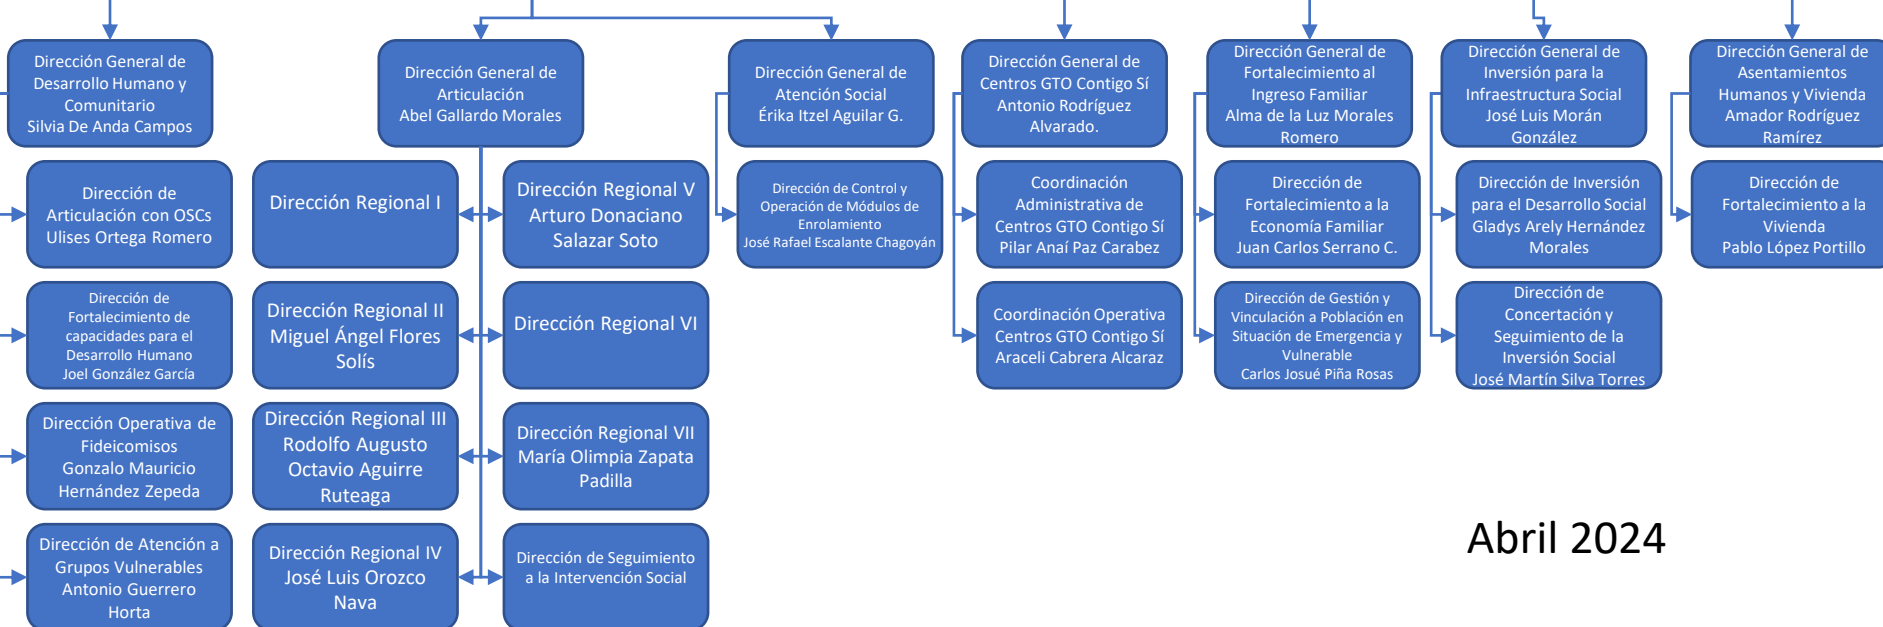 Dirección General de
Desarrollo Humano y
Comunitario
Silvia De Anda Campos
Dirección General de
Articulación
Abel Gallardo Morales
Dirección General de
Atención Social
Érika Itzel Aguilar G.
Dirección General de
Centros GTO Contigo Sí
Antonio Rodríguez
Alvarado.
Dirección General de
Fortalecimiento al
Ingreso Familiar
Alma de la Luz Morales
Romero
Dirección General de
Inversión para la
Infraestructura Social
José Luis Morán
González
Dirección General de
Asentamientos
Humanos y Vivienda
Amador Rodríguez
Ramírez
Dirección de
Articulación con OSCs
Ulises Ortega Romero
Dirección Regional I
Dirección Regional V
Arturo Donaciano
Salazar Soto
Dirección de Control y
Operación de Módulos de
Enrolamiento
José Rafael Escalante Chagoyán
Coordinación
Administrativa de
Centros GTO Contigo Sí
Pilar Anaí Paz Carabez
Dirección de
Fortalecimiento a la
Economía Familiar
Juan Carlos Serrano C.
Dirección de Inversión
para el Desarrollo Social
Gladys Arely Hernández
Morales
Dirección de
Fortalecimiento a la
Vivienda
Pablo López Portillo
Dirección de
Fortalecimiento de
capacidades para el
Desarrollo Humano
Joel González García
Dirección Regional II
Miguel Ángel Flores
Solís
Dirección Regional VI
Coordinación Operativa
Centros GTO Contigo Sí
Araceli Cabrera Alcaraz
Dirección de Gestión y
Vinculación a Población en
Situación de Emergencia y
Vulnerable
Carlos Josué Piña Rosas
Dirección de
Concertación y
Seguimiento de la
Inversión Social
José Martín Silva Torres
Dirección Operativa de
Fideicomisos
Gonzalo Mauricio
Hernández Zepeda
Dirección Regional III
Rodolfo Augusto
Octavio Aguirre
Ruteaga
Dirección Regional VII
María Olimpia Zapata
Padilla
Dirección de Atención a
Grupos Vulnerables
Antonio Guerrero
Horta
Dirección Regional IV
José Luis Orozco
Nava
Dirección de Seguimiento
a la Intervención Social
Abril 2024